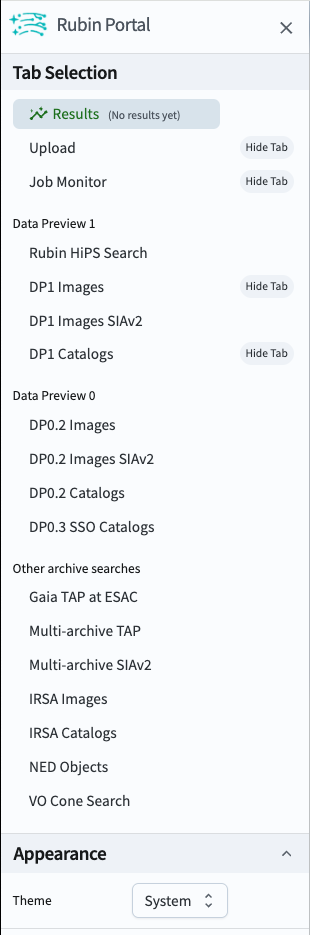 Rubin Portal
Tab Selection
Results (No results yet)
Upload Hide Tab
Job Monitor Hide Tab
Data Preview 1
Rubin HiPS Search
DP1 Images Hide Tab
DP1 Images SIAv2
DP1 Catalogs Hide Tab
Data Preview 0
DP0.2 Images
DP0.2 Images SIAv2
DP0.2 Catalogs
DP0.3 SSO Catalogs
Other archive searches
Gaia TAP at ESAC
Multi-archive TAP
Multi-archive SIAv2
IRSA Images
IRSA Catalogs
NED Objects
VO Cone Search
Appearance
Theme System